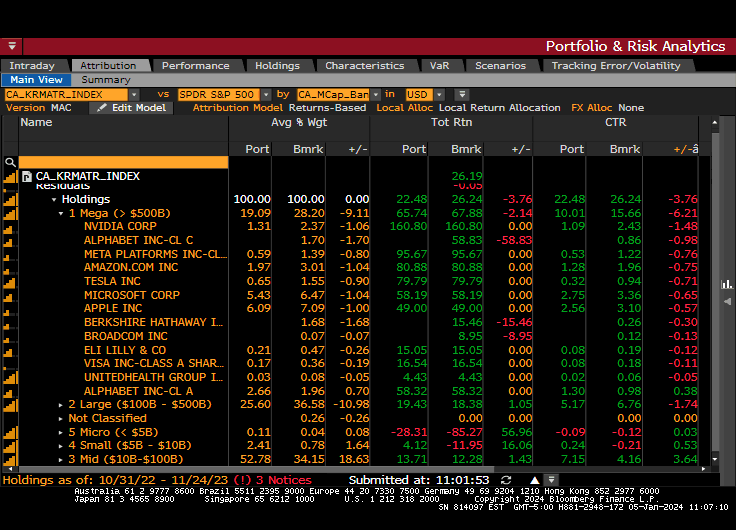 Portfolio & Risk Analytics
Intraday Attribution Performance Holdings Characteristics VaR Scenarios Tracking Error/Volatility
Main View Summary
CA_KRMATR_INDEX vs SPDR S&P 500 by CA_MCap_Ban in USD
Version MAC Edit Model Attribution Model Returns-Based Local Alloc Local Return Allocation FX Alloc None
Name Avg % Wgt Tot Rtn CTR
Port Bmrk +/- Port Bmrk +/- Port Bmrk +/-â
CA_KRMATR_INDEX 26.19
Residuals -0.05
Holdings 100.00 100.00 0.00 22.48 26.24 -3.76 22.48 26.24 -3.76
1 Mega (> $500B) 19.09 28.20 -9.11 65.74 67.88 -2.14 10.01 15.66 -6.21
NVIDIA CORP 1.31 2.37 -1.06 160.80 160.80 0.00 1.09 2.43 -1.48
ALPHABET INC-CL C 1.70 -1.70 58.83 -58.83 0.86 -0.98
META PLATFORMS INC-CL... 0.59 1.39 -0.80 95.67 95.67 0.00 0.53 1.22 -0.76
AMAZON.COM INC 1.97 3.01 -1.04 80.88 80.88 0.00 1.28 1.96 -0.75
TESLA INC 0.65 1.55 -0.90 79.79 79.79 0.00 0.32 0.94 -0.71
MICROSOFT CORP 5.43 6.47 -1.04 58.19 58.19 0.00 2.75 3.36 -0.65
APPLE INC 6.09 7.09 -1.00 49.00 49.00 0.00 2.56 3.10 -0.57
BERKSHIRE HATHAWAY I... 1.68 -1.68 15.46 -15.46 0.26 -0.30
BROADCOM INC 0.07 -0.07 8.95 -8.95 0.12 -0.13
ELI LILLY & CO 0.21 0.47 -0.26 15.05 15.05 0.00 0.08 0.19 -0.12
VISA INC-CLASS A SHAR... 0.17 0.36 -0.19 16.54 16.54 0.00 0.08 0.18 -0.11
UNITEDHEALTH GROUP I... 0.03 0.08 -0.05 4.43 4.43 0.00 0.02 0.06 -0.05
ALPHABET INC-CL A 2.66 1.96 0.70 58.32 58.32 0.00 1.30 0.98 0.38
2 Large ($100B - $500B) 25.60 36.58 -10.98 19.43 18.38 1.05 5.17 6.76 -1.74
Not Classified 0.26 -0.26 0.00 0.00 0.00 0.00
5 Micro (< $5B) 0.11 0.04 0.08 -28.31 -85.27 56.96 -0.09 -0.12 0.03
4 Small ($5B - $10B) 2.41 0.78 1.64 4.12 -11.95 16.06 0.24 -0.21 0.53
3 Mid ($10B-$100B) 52.78 34.15 18.63 13.71 12.28 1.43 7.15 4.16 3.64
Holdings as of: 10/31/22 - 11/24/23 (!) 3 Notices Submitted at: 11:01:53
Australia 61 2 9777 8600 Brazil 5511 2395 9000 Europe 44 20 7330 7500 Germany 49 69 9204 1210 Hong Kong 852 2977 6000
Japan 81 3 4565 8900 Singapore 65 6212 1000 U.S. 1 212 318 2000 Copyright 2024 Bloomberg Finance L.P.
SN 814097 EST GMT-5:00 H881-2948-172 05-Jan-2024 11:07:10